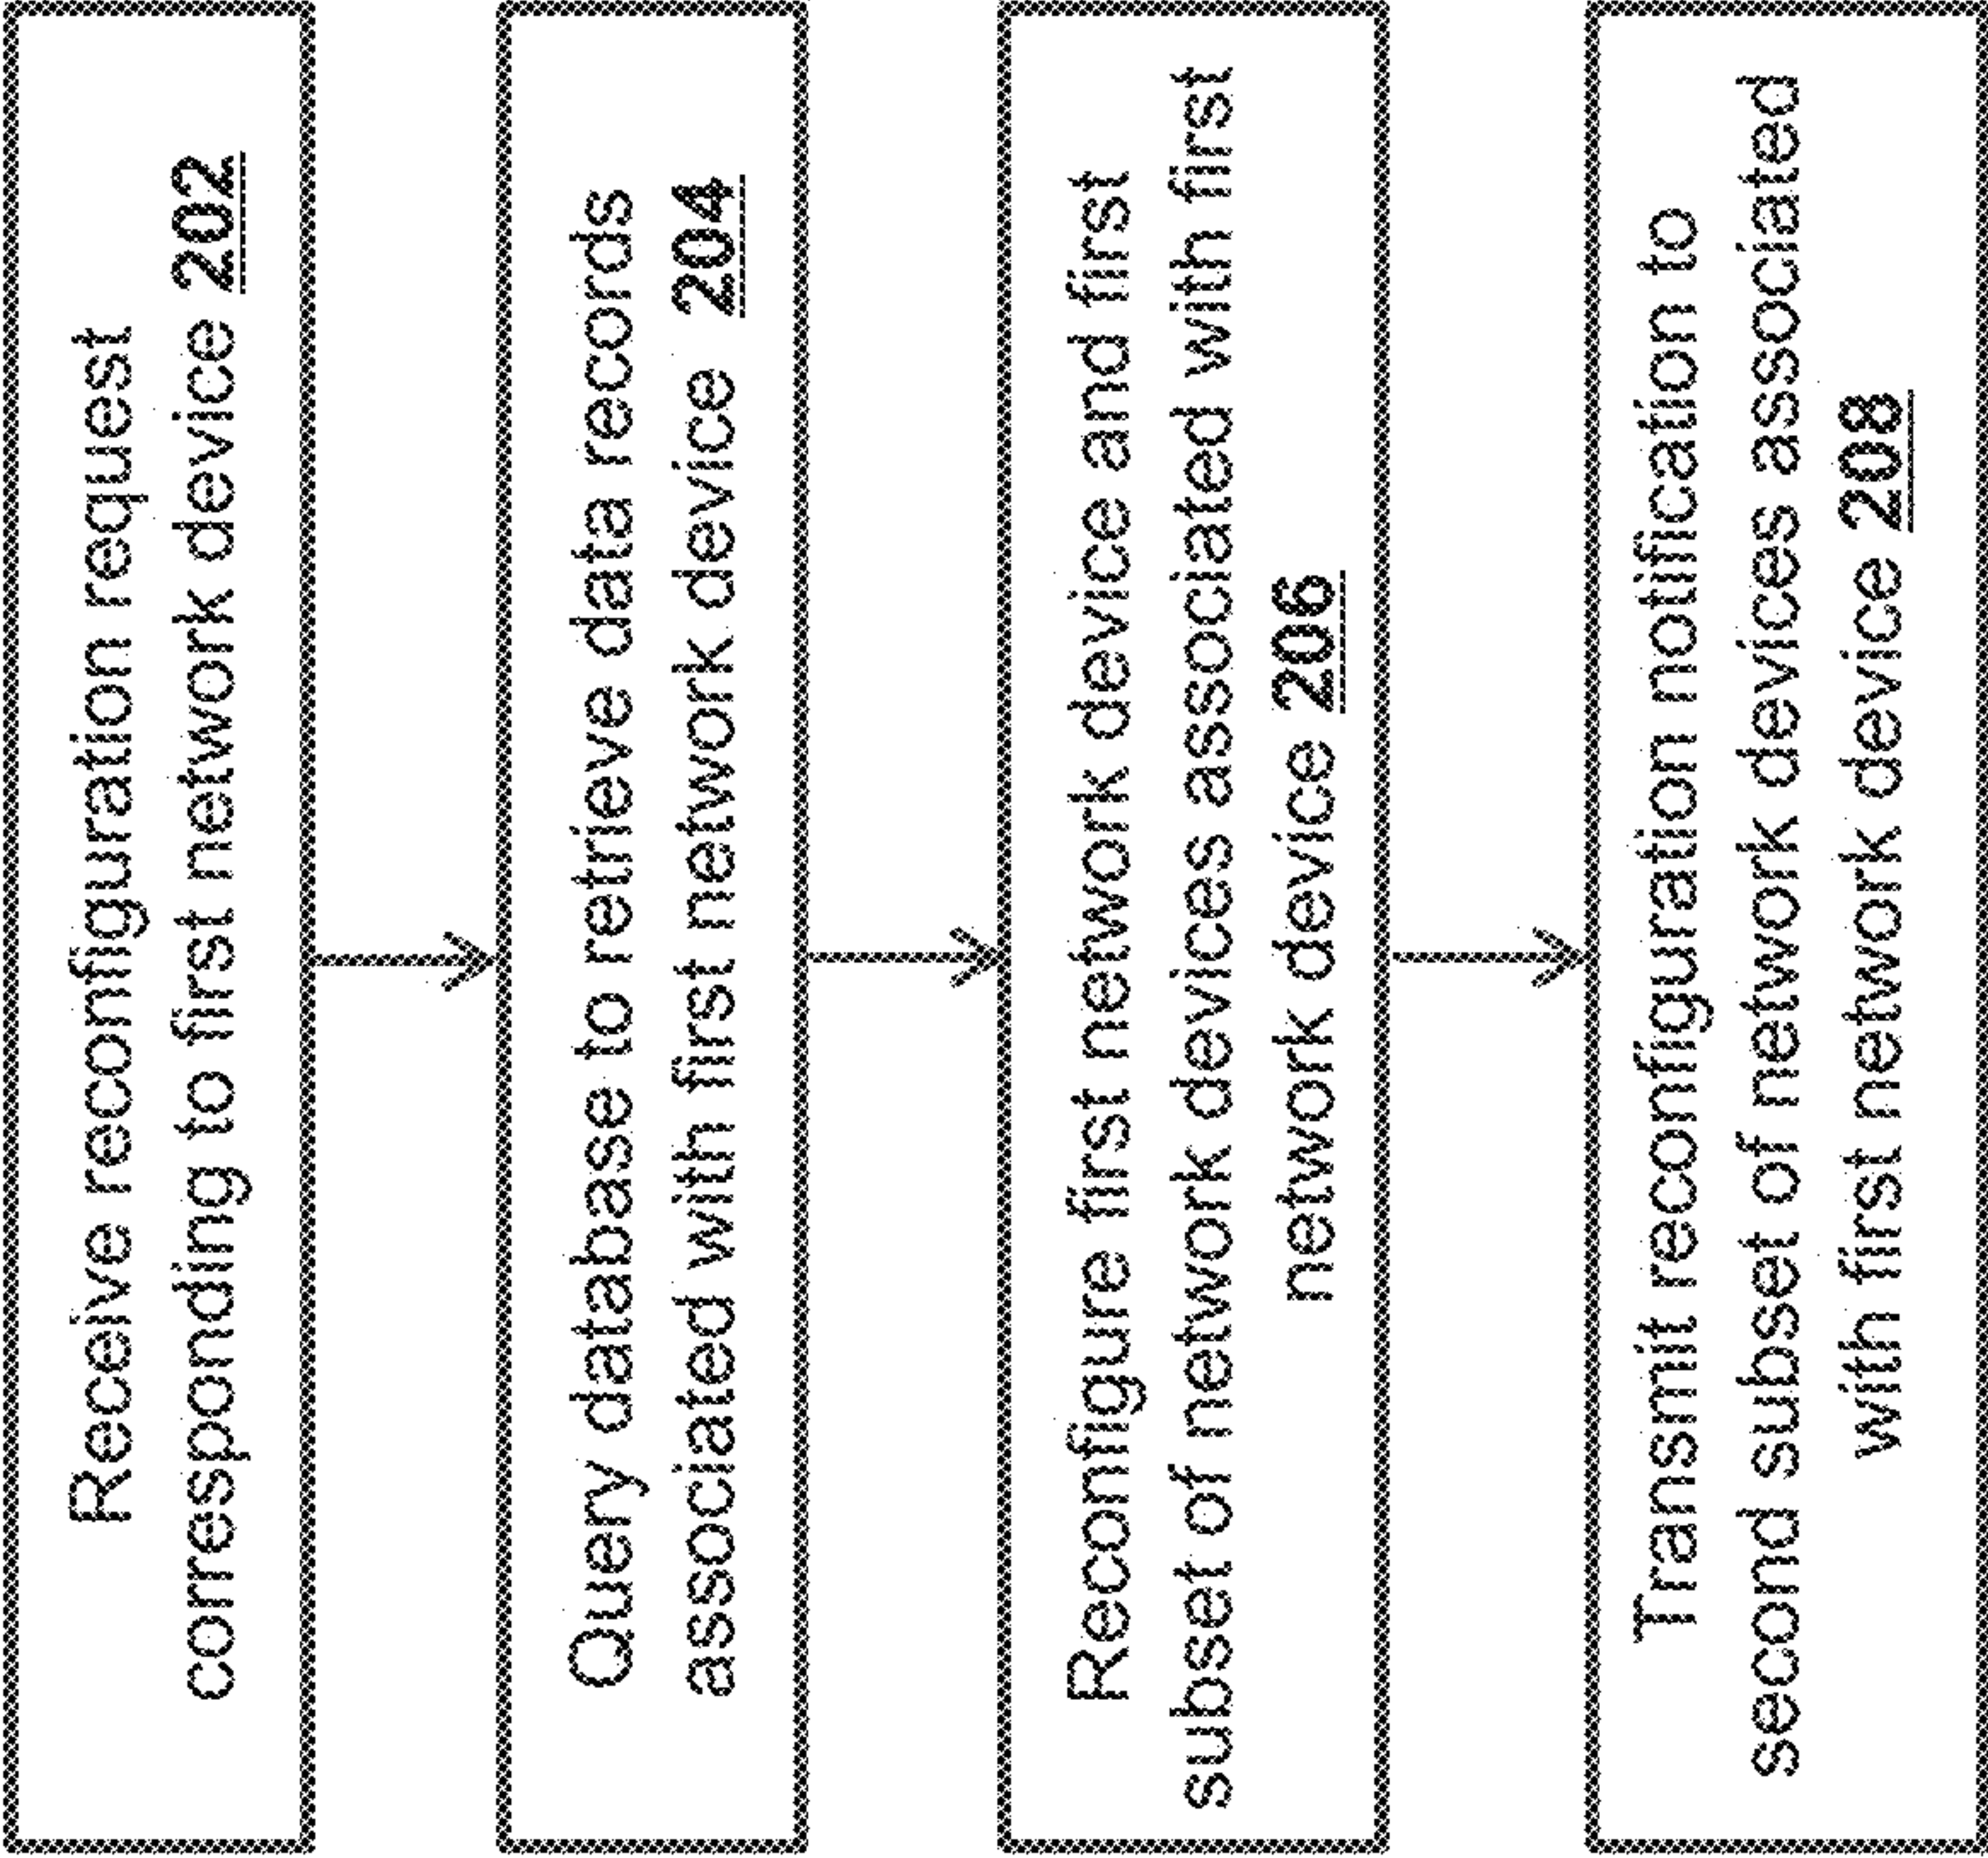 Receive reconfiguration request
corresponding to first network device 202
Query database to retrieve data records
associated with first network device 204
Reconfigure first network device and first
subset of network devices associated with first
network device 206
Transmit reconfiguration notification to
second subset of network devices associated
with first network device 208